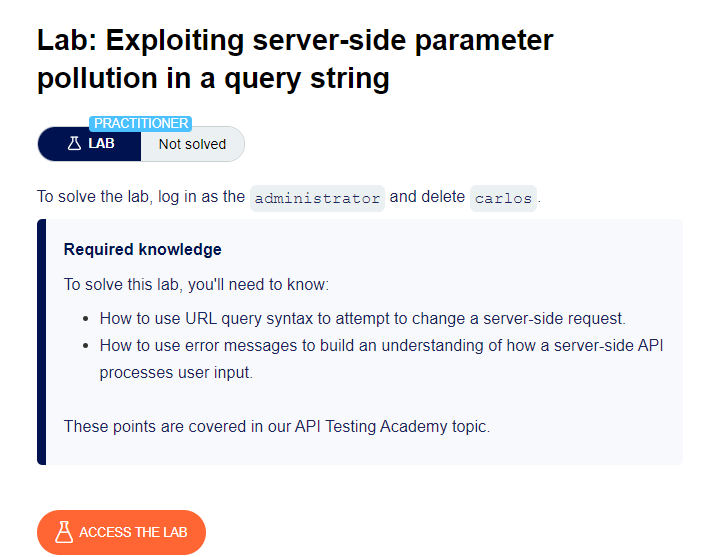 Lab: Exploiting server-side parameter
pollution in a query string
PRACTITIONER
LAB Not solved
To solve the lab, log in as the administrator and delete carlos.
Required knowledge
To solve this lab, you'll need to know:
• How to use URL query syntax to attempt to change a server-side request.
• How to use error messages to build an understanding of how a server-side API
processes user input.
These points are covered in our API Testing Academy topic.
ACCESS THE LAB